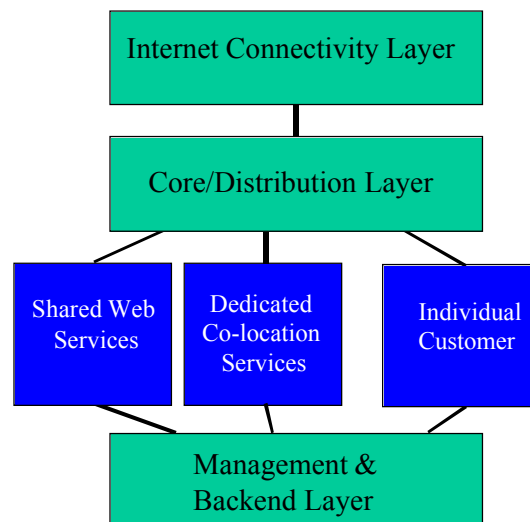 Internet Connectivity Layer
Core/Distribution Layer
Shared Web
Services
Dedicated
Co-location
Services
Individual
Customer
Management &
Backend Layer